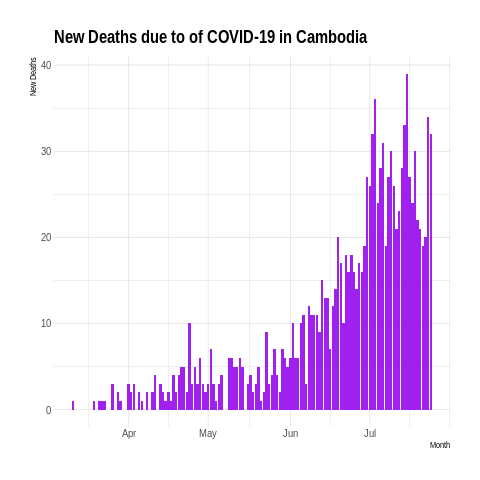 New Deaths due to of COVID-19 in Cambodia
New Deaths
40
30
20
10
0
Apr
May
Jun
Jul
Month